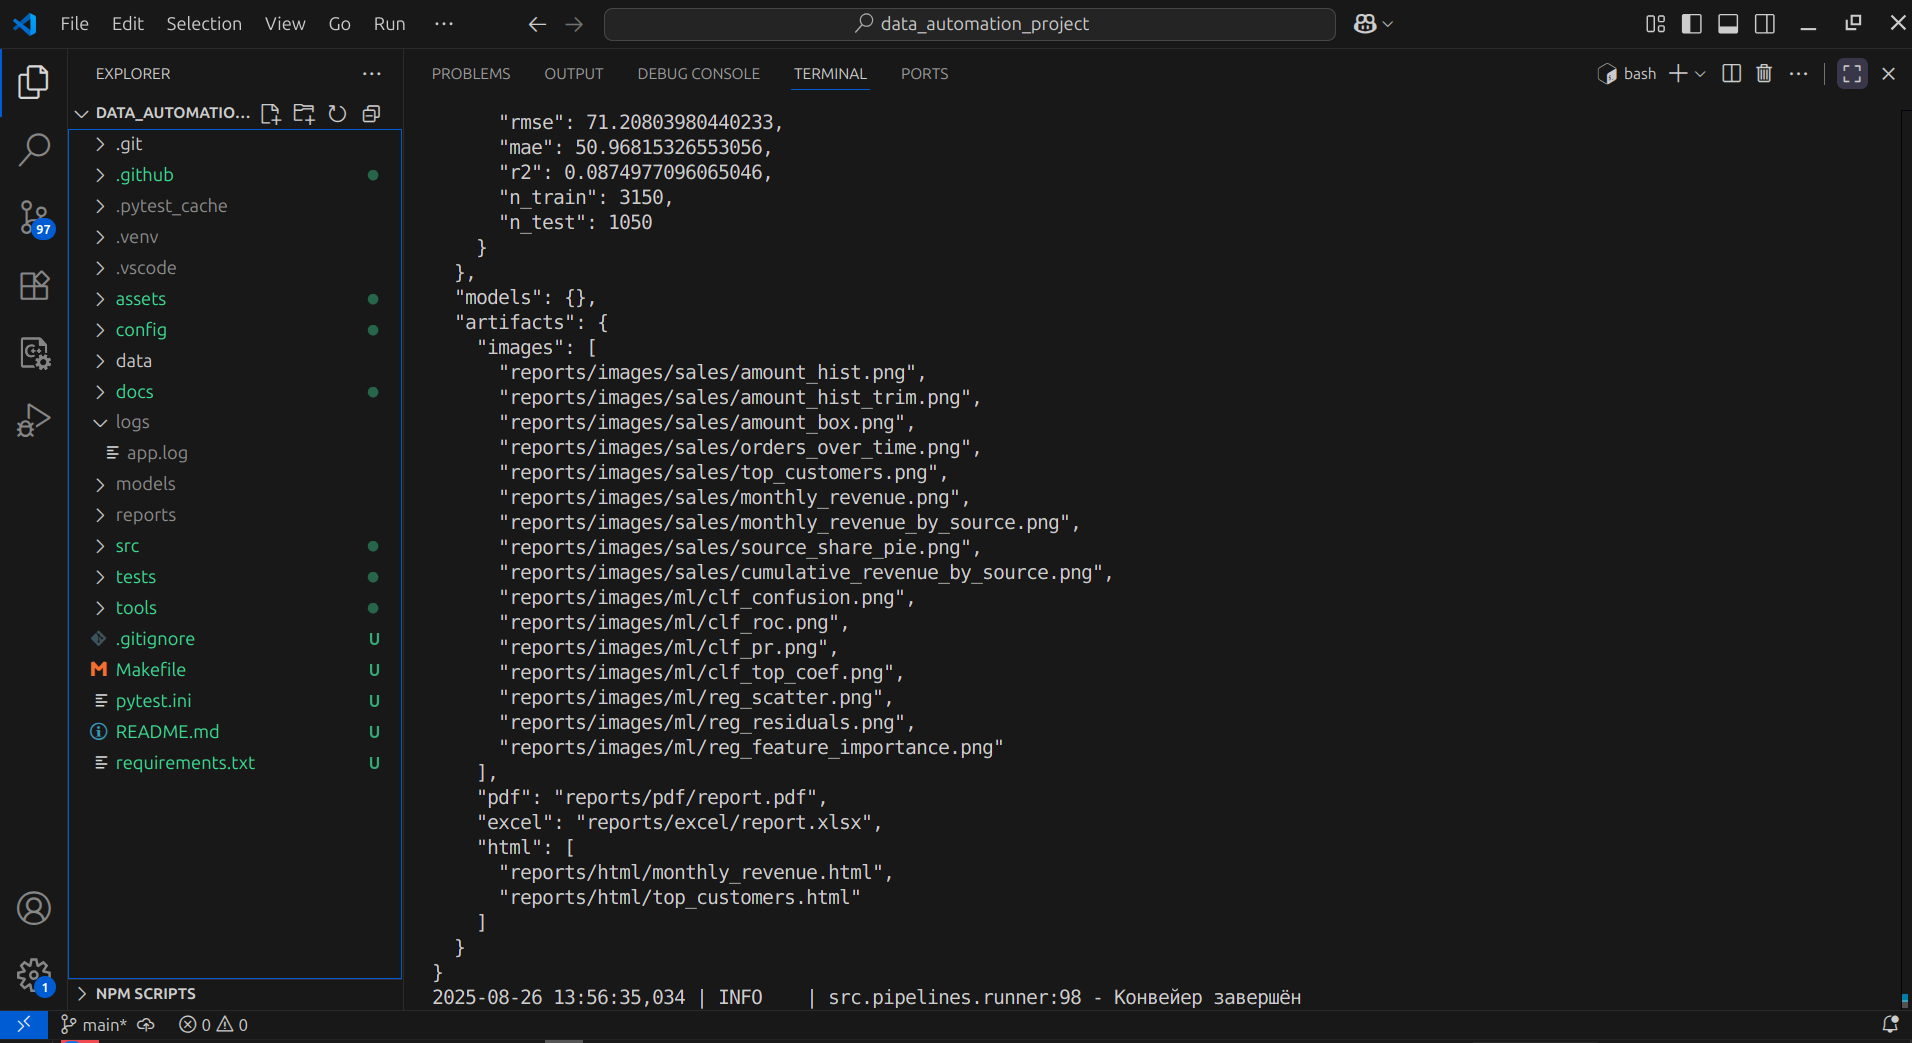 File Edit Selection View Go Run ···
data_automation_project
EXPLORER
DATA_AUTOMATIO...
.git
.github
.pytest_cache
.venv
.vscode
assets
config
data
docs
logs
app.log
models
reports
src
tests
tools
.gitignore U
Makefile U
pytest.ini U
README.md U
requirements.txt U
NPM SCRIPTS
97
1
PROBLEMS OUTPUT DEBUG CONSOLE TERMINAL PORTS
bash
"rmse": 71.20803980440233,
"mae": 50.96815326553056,
"r2": 0.0874977096065046,
"n_train": 3150,
"n_test": 1050
}
},
"models": {},
"artifacts": {
"images": [
"reports/images/sales/amount_hist.png",
"reports/images/sales/amount_hist_trim.png",
"reports/images/sales/amount_box.png",
"reports/images/sales/orders_over_time.png",
"reports/images/sales/top_customers.png",
"reports/images/sales/monthly_revenue.png",
"reports/images/sales/monthly_revenue_by_source.png",
"reports/images/sales/source_share_pie.png",
"reports/images/sales/cumulative_revenue_by_source.png",
"reports/images/ml/clf_confusion.png",
"reports/images/ml/clf_roc.png",
"reports/images/ml/clf_pr.png",
"reports/images/ml/clf_top_coef.png",
"reports/images/ml/reg_scatter.png",
"reports/images/ml/reg_residuals.png",
"reports/images/ml/reg_feature_importance.png"
],
"pdf": "reports/pdf/report.pdf",
"excel": "reports/excel/report.xlsx",
"html": [
"reports/html/monthly_revenue.html",
"reports/html/top_customers.html"
]
}
}
2025-08-26 13:56:35,034 | INFO | src.pipelines.runner:98 - Конвейер завершён
main* 0 0